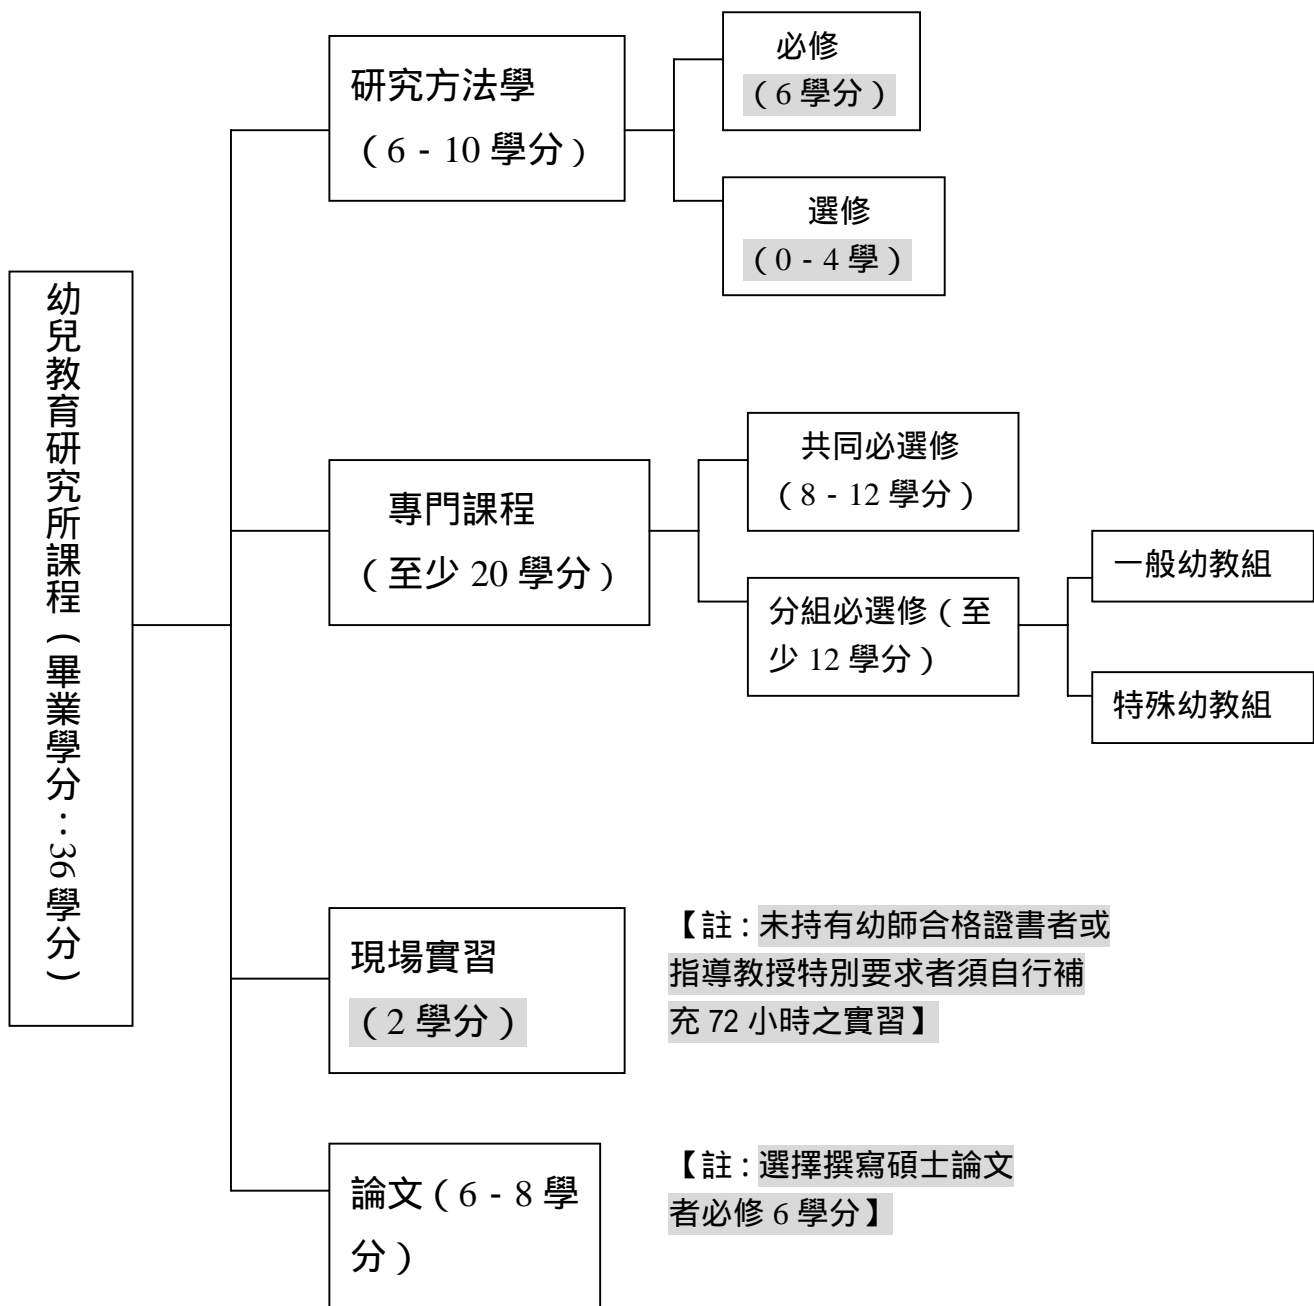 幼兒教育研究所課程(畢業學分:36學分)
研究方法學
(6 - 10 學分)
必修
(6 學分)
選修
(0 - 4 學)
專門課程
(至少 20 學分)
共同必選修
(8 - 12 學分)
分組必選修(至
少 12 學分)
一般幼教組
特殊幼教組
現場實習
(2 學分)
【註:未持有幼師合格證書者或
指導教授特別要求者須自行補
充 72 小時之實習】
論文(6 - 8 學
分)
【註:選擇撰寫碩士論文
者必修 6 學分】